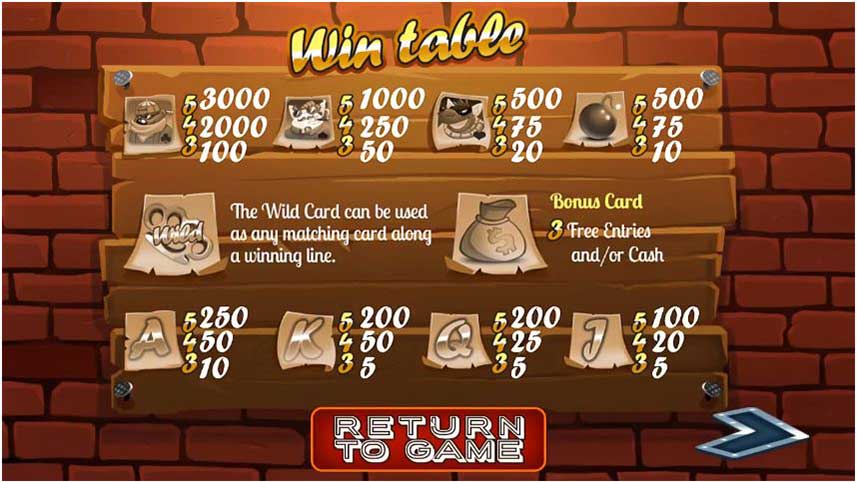 Win table
5 3000 5 1000 5 500 5 500
4 2000 4 250 4 75 4 75
3 100 3 50 3 20 3 10
Wild
The Wild Card can be used
as any matching card along
a winning line.
Bonus Card
3 Free Entries
and/or Cash
A 5 250 K 5 200 Q 5 200 J 5 100
4 50 4 50 4 25 4 20
3 10 3 5 3 5 3 5
RETURN
TO GAME